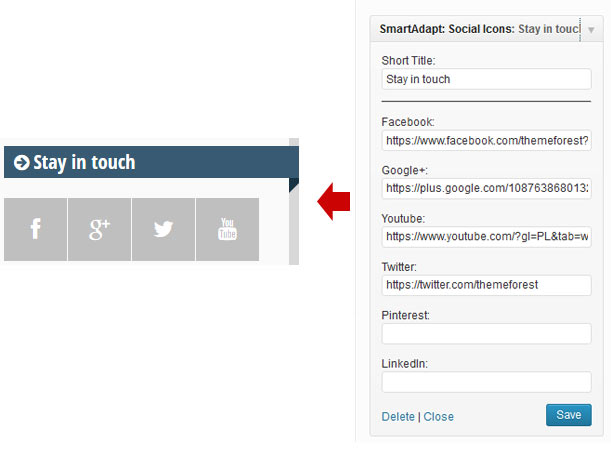 Stay in touch
f g+ You Tube
SmartAdapt: Social Icons: Stay in touc
Short Title:
Stay in touch
Facebook:
https://www.facebook.com/themeforest?
Google+:
https://plus.google.com/108763868013
Youtube:
https://www.youtube.com/?gl=PL&tab=w
Twitter:
https://twitter.com/themeforest
Pinterest:
LinkedIn:
Delete | Close
Save